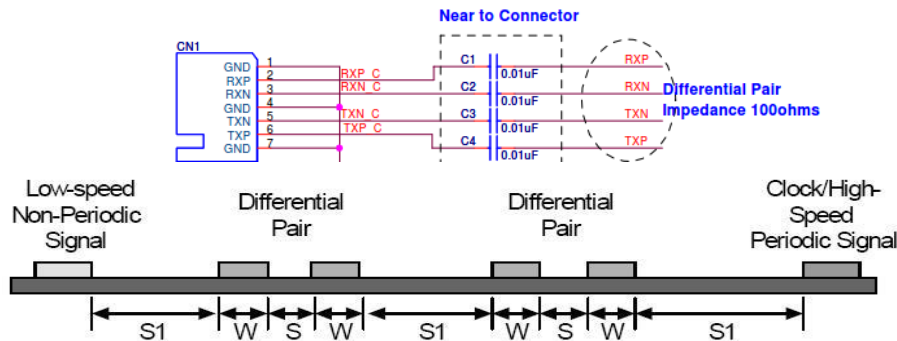 Near to Connector
CN1
GND 1
RXP 2
RXN 3
GND 4
TXN 5
TXP 6
GND 7
RXP_C
RXN_C
TXN_C
TXP_C
C1 0.01uF RXP
C2 0.01uF RXN
C3 0.01uF TXN
C4 0.01uF TXP
Differential Pair
Impedance 100ohms
Low-speed
Non-Periodic
Signal
Differential
Pair
Differential
Pair
Clock/High-
Speed
Periodic Signal
S1 W S W S1 W S W S1